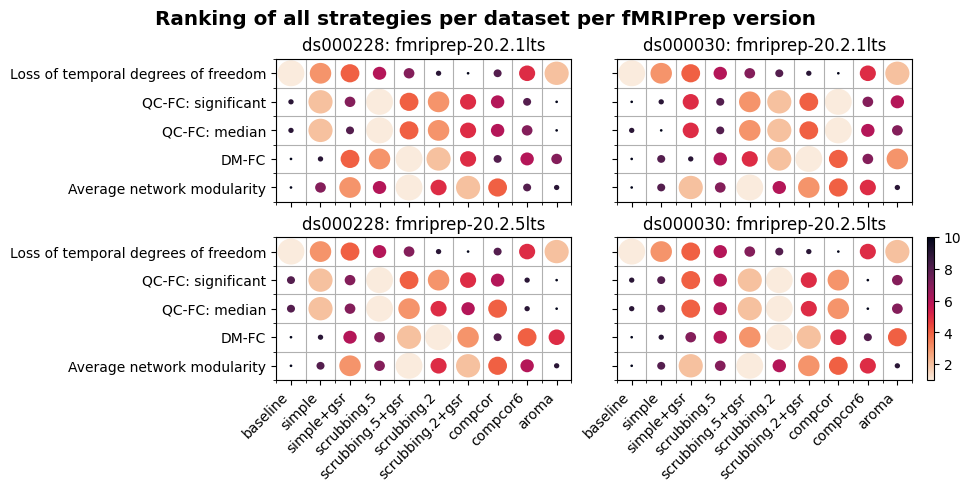 Ranking of all strategies per dataset per fMRIPrep version
ds000228: fmriprep-20.2.1lts
ds000030: fmriprep-20.2.1lts
Loss of temporal degrees of freedom
QC-FC: significant
QC-FC: median
DM-FC
Average network modularity
ds000228: fmriprep-20.2.5lts
ds000030: fmriprep-20.2.5lts
Loss of temporal degrees of freedom
QC-FC: significant
QC-FC: median
DM-FC
Average network modularity
10
8
6
4
2
baseline
simple
simple+gsr
scrubbing.5
scrubbing.5+gsr
scrubbing.2
scrubbing.2+gsr
compcor
compcor6
aroma
baseline
simple
simple+gsr
scrubbing.5
scrubbing.5+gsr
scrubbing.2
scrubbing.2+gsr
compcor
compcor6
aroma